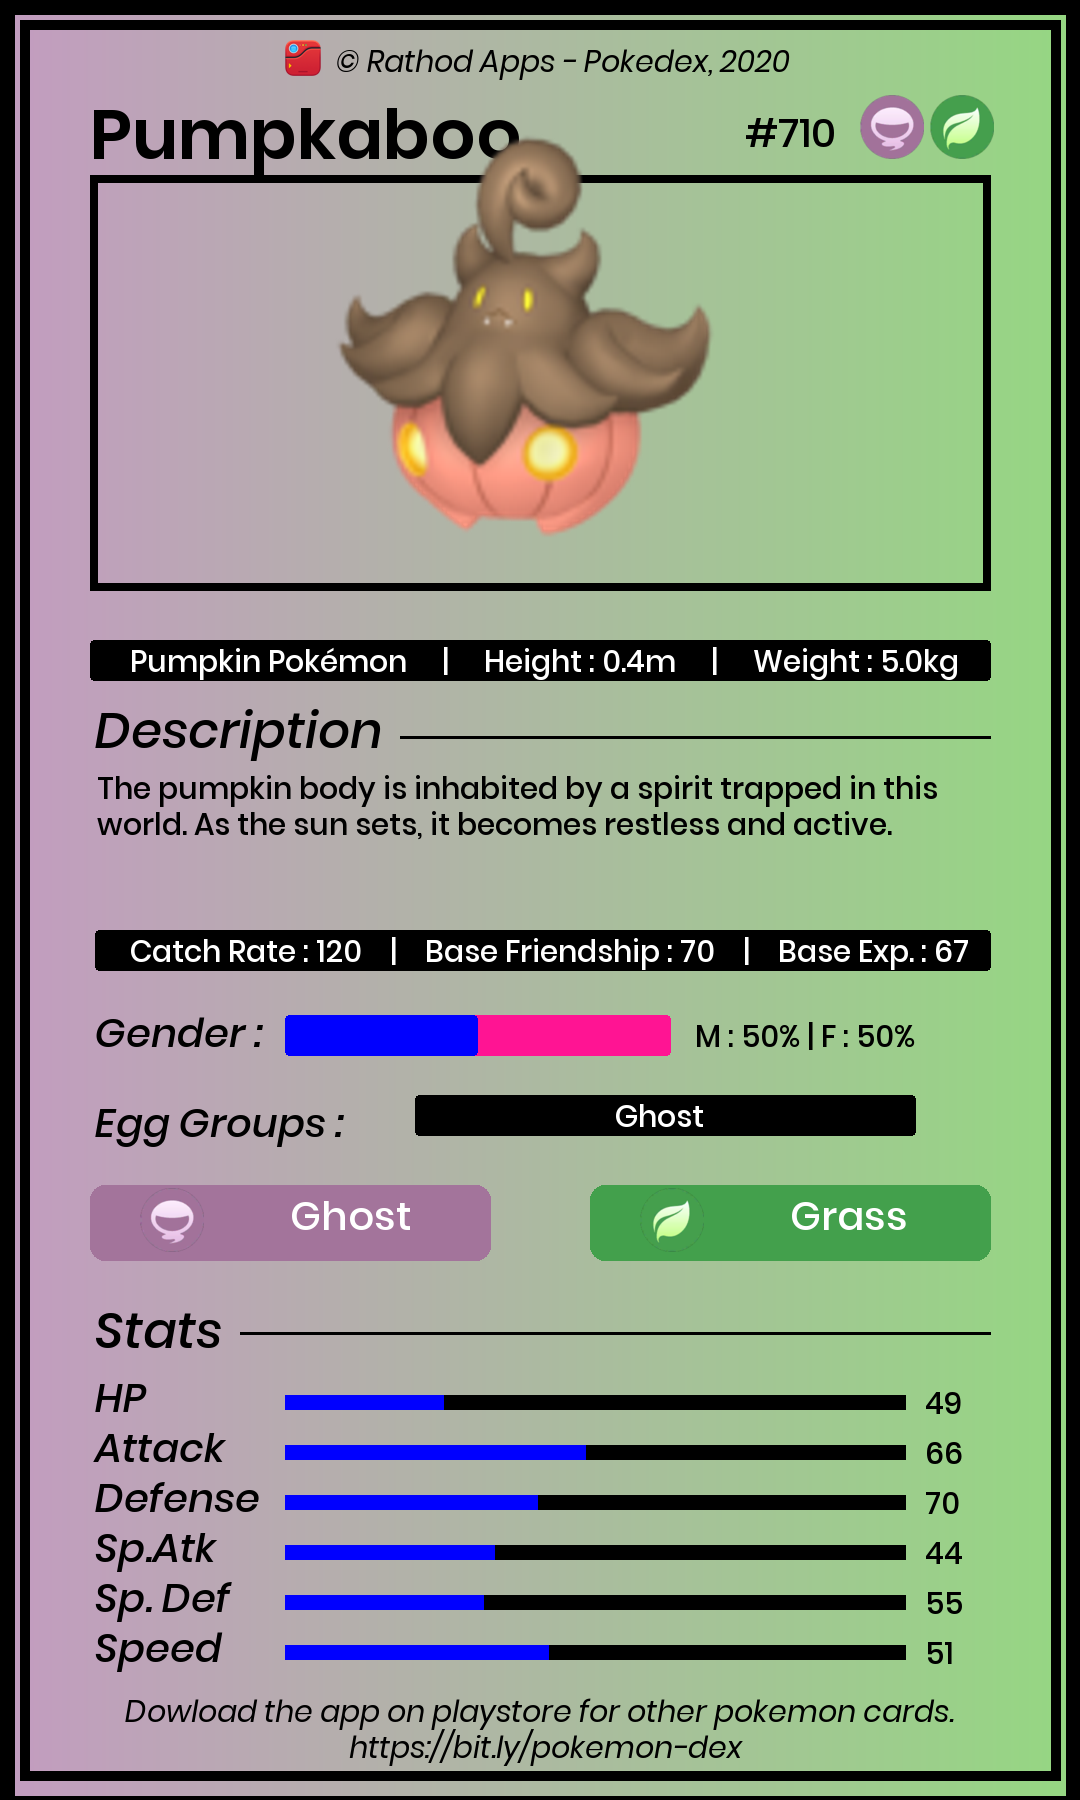 © Rathod Apps - Pokedex, 2020
Pumpkaboo #710
Pumpkin Pokémon | Height : 0.4m | Weight : 5.0kg
Description
The pumpkin body is inhabited by a spirit trapped in this
world. As the sun sets, it becomes restless and active.
Catch Rate : 120 | Base Friendship : 70 | Base Exp. : 67
Gender : M : 50% | F : 50%
Egg Groups : Ghost
Ghost Grass
Stats
HP 49
Attack 66
Defense 70
Sp.Atk 44
Sp. Def 55
Speed 51
Dowload the app on playstore for other pokemon cards.
https://bit.ly/pokemon-dex